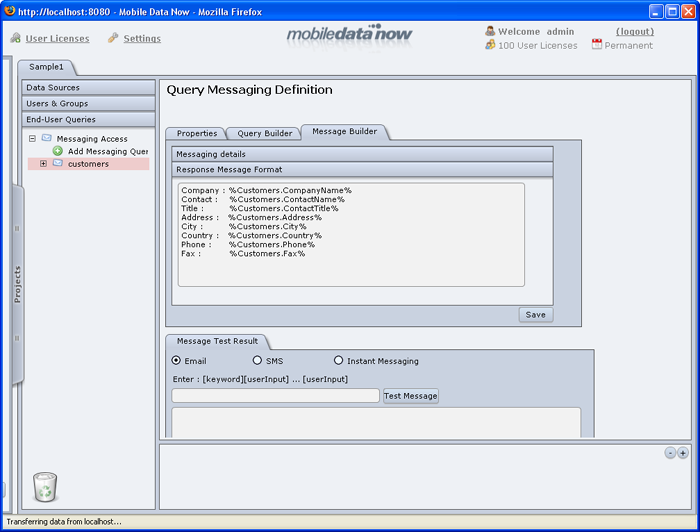 http://localhost:8080 - Mobile Data Now - Mozilla Firefox
User Licenses
Settings
mobiledata now
Welcome admin
(logout)
100 User Licenses
Permanent
Sample1
Data Sources
Users & Groups
End-User Queries
Messaging Access
Add Messaging Quer
customers
Projects
Query Messaging Definition
Properties
Query Builder
Message Builder
Messaging details
Response Message Format
Company : %Customers.CompanyName%
Contact : %Customers.ContactName%
Title : %Customers.ContactTitle%
Address : %Customers.Address%
City : %Customers.City%
Country : %Customers.Country%
Phone : %Customers.Phone%
Fax : %Customers.Fax%
Save
Message Test Result
Email
SMS
Instant Messaging
Enter : [keyword][userInput] ... [userInput]
Test Message
Transferring data from localhost...